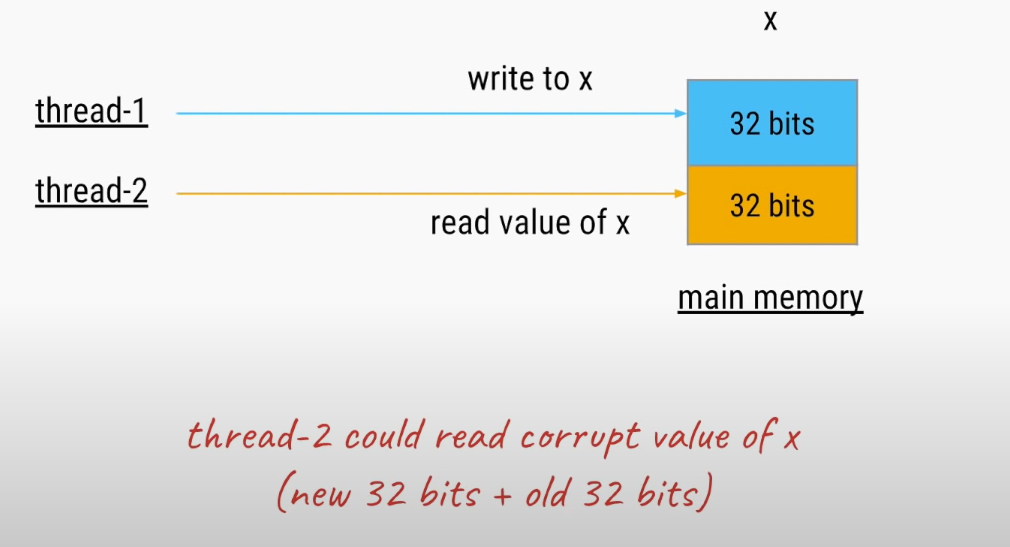 x
write to x
thread-1
32 bits
thread-2
32 bits
read value of x
main memory
thread-2 could read corrupt value of x
(new 32 bits + old 32 bits)